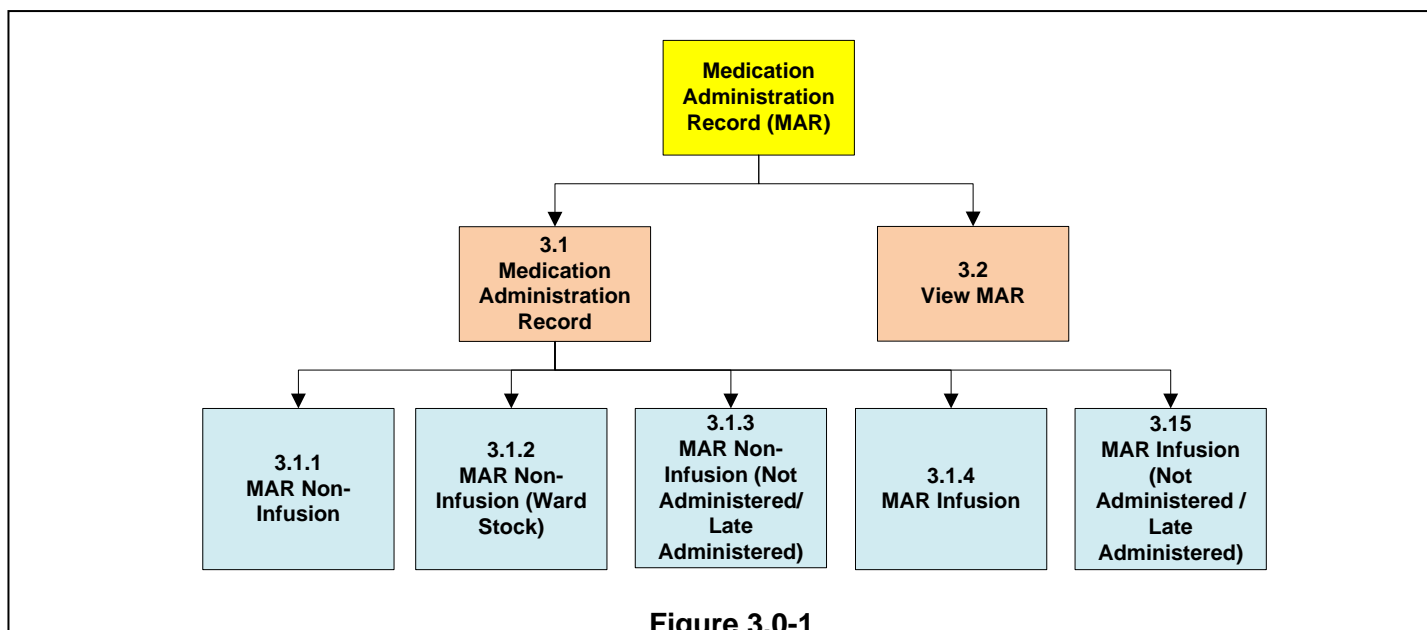 Medication
Administration
Record (MAR)
3.1
Medication
Administration
Record
3.2
View MAR
3.1.1
MAR Non-
Infusion
3.1.2
MAR Non-
Infusion (Ward
Stock)
3.1.3
MAR Non-
Infusion (Not
Administered/
Late
Administered)
3.1.4
MAR Infusion
3.15
MAR Infusion
(Not
Administered /
Late
Administered)
Figure 3.0-1